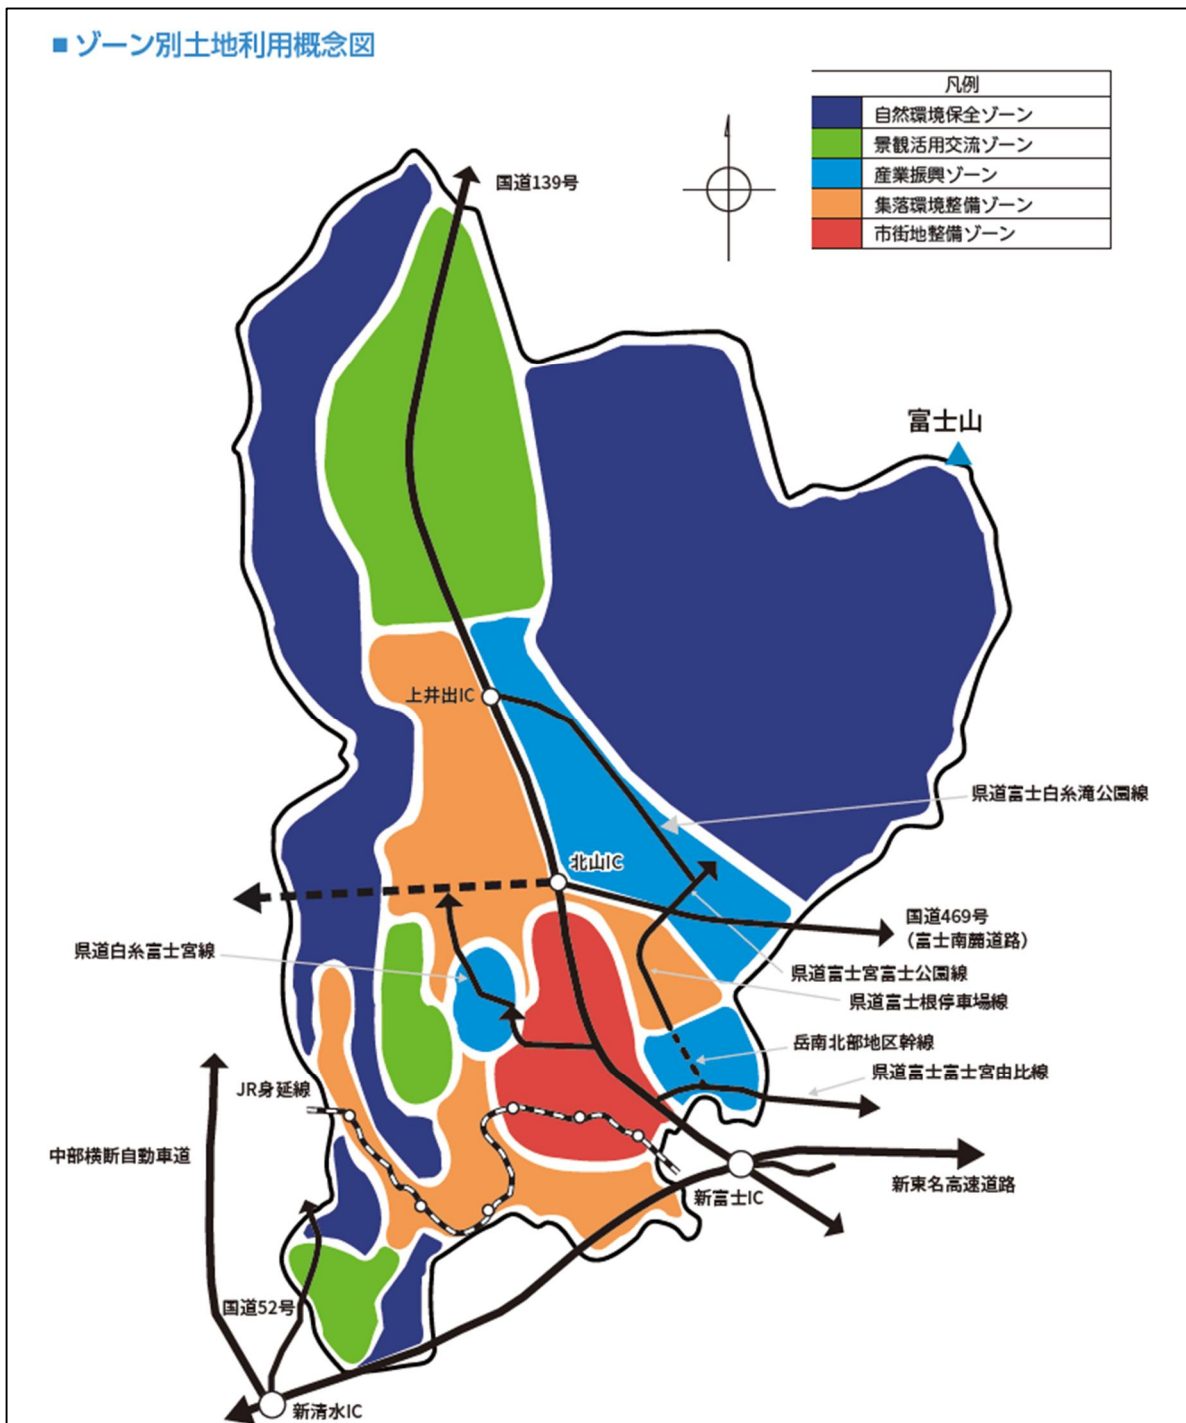 ■ ゾーン別土地利用概念図
凡例
自然環境保全ゾーン
景観活用交流ゾーン
産業振興ゾーン
集落環境整備ゾーン
市街地整備ゾーン
国道139号
富士山
上井出IC
県道富士白糸滝公園線
北山IC
国道469号
（富士南麓道路）
県道白糸富士宮線
県道富士宮富士公園線
県道富士根停車場線
岳南北部地区幹線
県道富士富士宮由比線
JR身延線
中部横断自動車道
新東名高速道路
新富士IC
国道52号
新清水IC